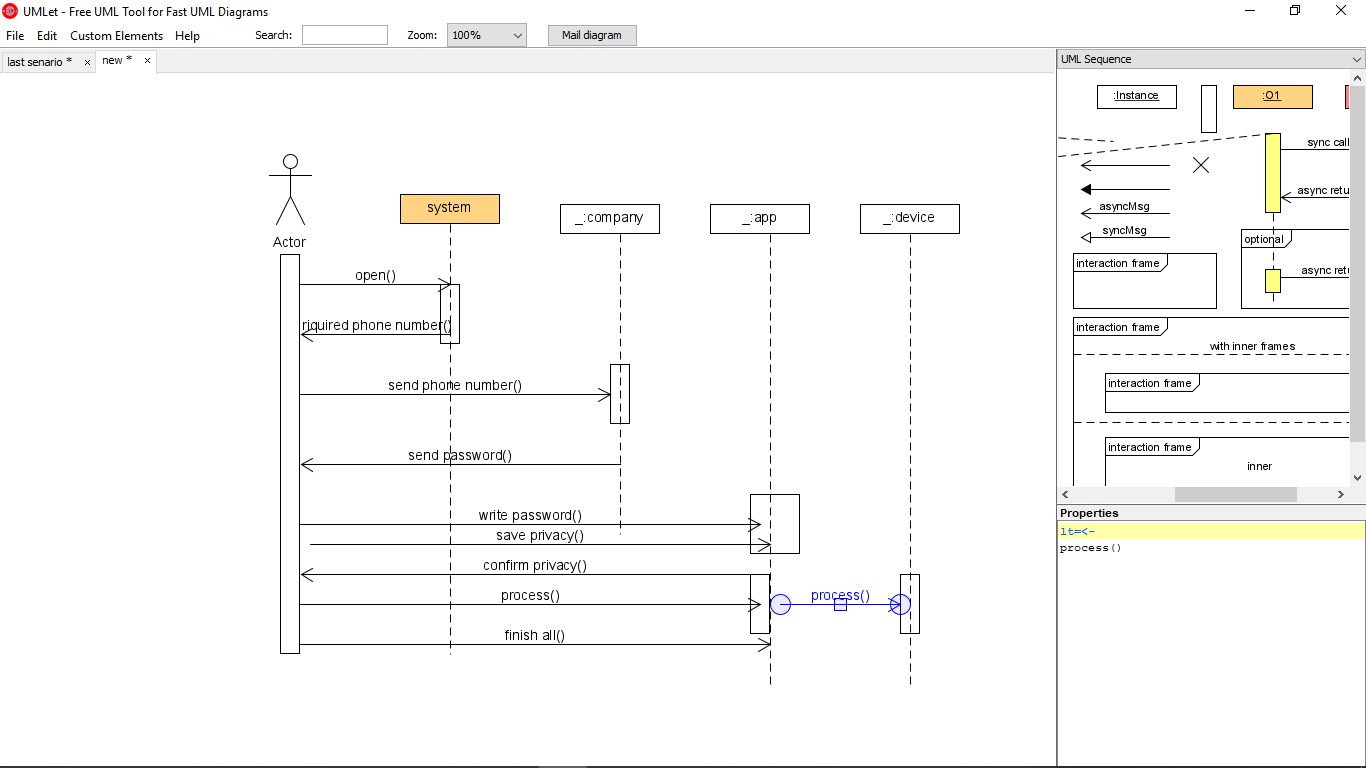 UMLet - Free UML Tool for Fast UML Diagrams
File Edit Custom Elements Help Search: Zoom: 100% Mail diagram
last senario * × new * ×
UML Sequence
:Instance
:O1
sync call
async retu
asyncMsg
syncMsg
optional
interaction frame
async retu
interaction frame
with inner frames
interaction frame
interaction frame
inner
Properties
lt=<-
process()
Actor
system
_:company
_:app
_:device
open()
riquired phone number()
send phone number()
send password()
write password()
save privacy()
confirm privacy()
process()
process()
finish all()